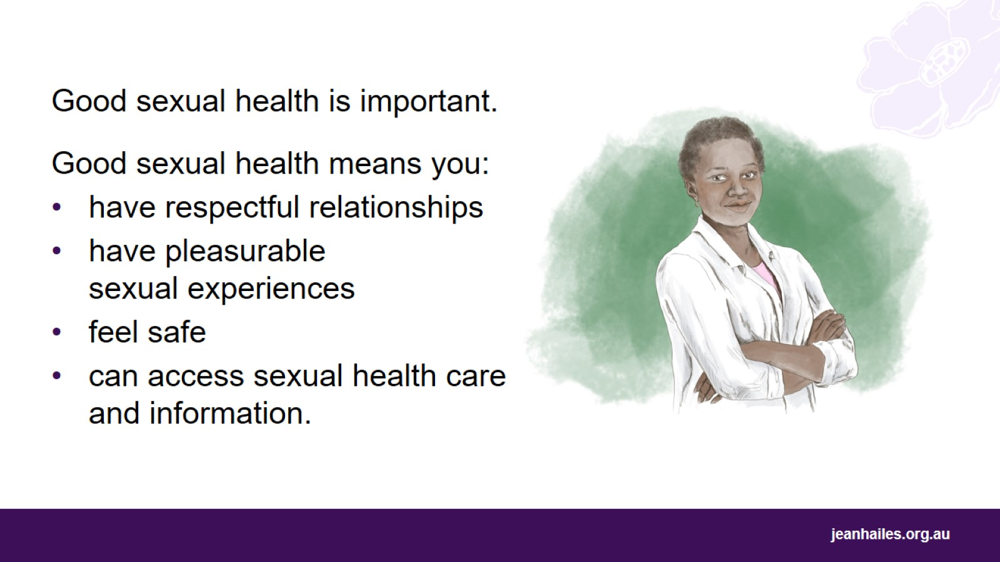 Good sexual health is important.
Good sexual health means you:
• have respectful relationships
• have pleasurable
sexual experiences
• feel safe
• can access sexual health care
and information.
jeanhailes.org.au